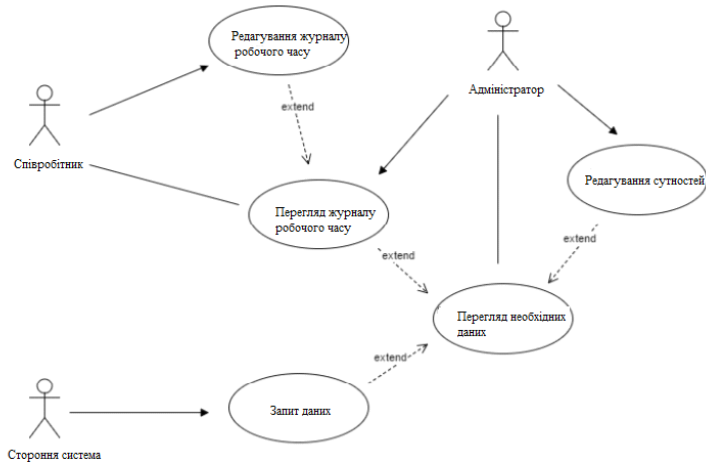 Редагування журналу
робочого часу
Адміністратор
extend
Співробітник
Редагування сутностей
Перегляд журналу
робочого часу
extend
extend
Перегляд необхідних
даних
extend
Запит даних
Стороння система